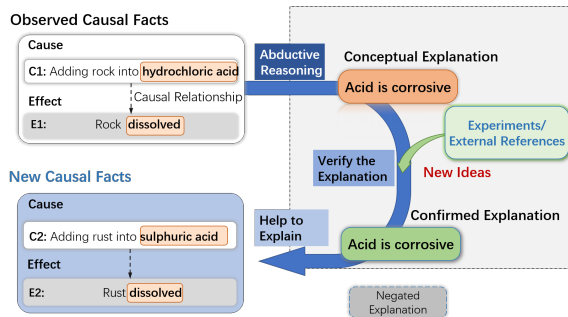 Observed Causal Facts
Cause
C1: Adding rock into hydrochloric acid
Causal Relationship
Effect
E1: Rock dissolved
New Causal Facts
Cause
C2: Adding rust into sulphuric acid
Effect
E2: Rust dissolved
Abductive
Reasoning
Conceptual Explanation
Acid is corrosive
Experiments/
External References
New Ideas
Verify the
Explanation
Confirmed Explanation
Acid is corrosive
Help to
Explain
Negated
Explanation